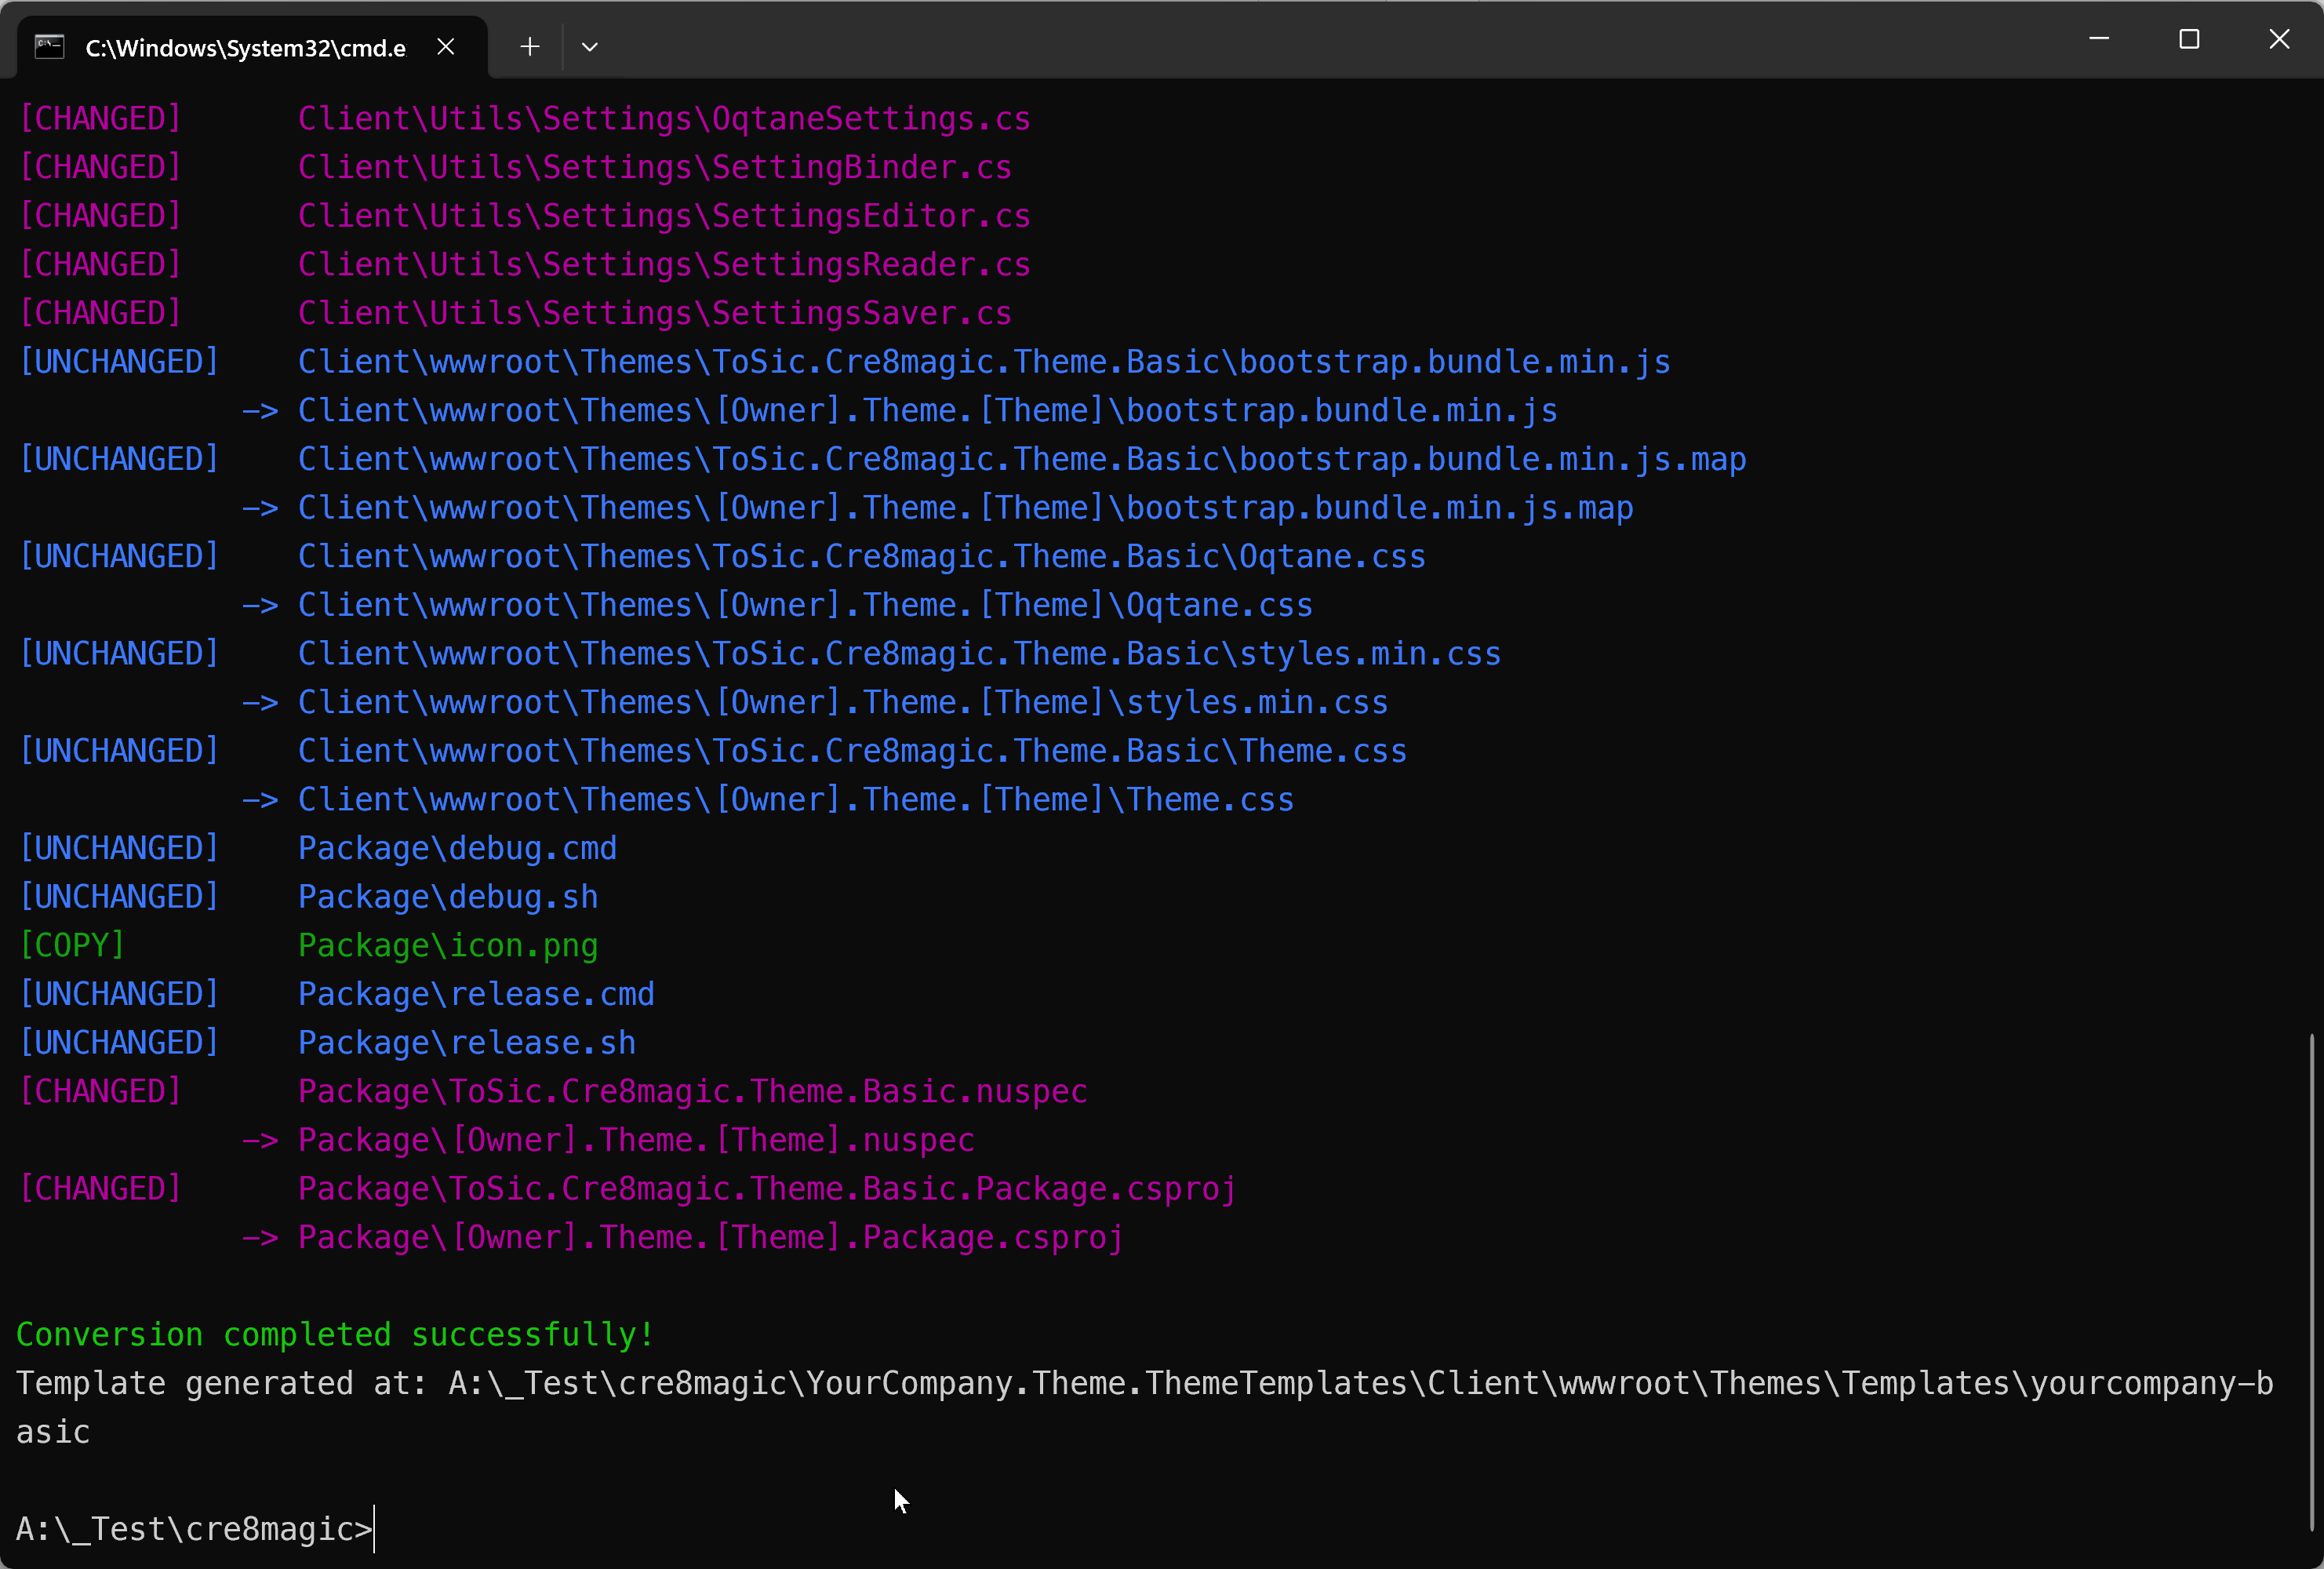 C:\Windows\System32\cmd.e
[CHANGED] Client\Utils\Settings\OqtaneSettings.cs
[CHANGED] Client\Utils\Settings\SettingBinder.cs
[CHANGED] Client\Utils\Settings\SettingsEditor.cs
[CHANGED] Client\Utils\Settings\SettingsReader.cs
[CHANGED] Client\Utils\Settings\SettingsSaver.cs
[UNCHANGED] Client\wwwroot\Themes\ToSic.Cre8magic.Theme.Basic\bootstrap.bundle.min.js
-> Client\wwwroot\Themes\[Owner].Theme.[Theme]\bootstrap.bundle.min.js
[UNCHANGED] Client\wwwroot\Themes\ToSic.Cre8magic.Theme.Basic\bootstrap.bundle.min.js.map
-> Client\wwwroot\Themes\[Owner].Theme.[Theme]\bootstrap.bundle.min.js.map
[UNCHANGED] Client\wwwroot\Themes\ToSic.Cre8magic.Theme.Basic\Oqtane.css
-> Client\wwwroot\Themes\[Owner].Theme.[Theme]\Oqtane.css
[UNCHANGED] Client\wwwroot\Themes\ToSic.Cre8magic.Theme.Basic\styles.min.css
-> Client\wwwroot\Themes\[Owner].Theme.[Theme]\styles.min.css
[UNCHANGED] Client\wwwroot\Themes\ToSic.Cre8magic.Theme.Basic\Theme.css
-> Client\wwwroot\Themes\[Owner].Theme.[Theme]\Theme.css
[UNCHANGED] Package\debug.cmd
[UNCHANGED] Package\debug.sh
[COPY] Package\icon.png
[UNCHANGED] Package\release.cmd
[UNCHANGED] Package\release.sh
[CHANGED] Package\ToSic.Cre8magic.Theme.Basic.nuspec
-> Package\[Owner].Theme.[Theme].nuspec
[CHANGED] Package\ToSic.Cre8magic.Theme.Basic.Package.csproj
-> Package\[Owner].Theme.[Theme].Package.csproj
Conversion completed successfully!
Template generated at: A:\_Test\cre8magic\YourCompany.Theme.ThemeTemplates\Client\wwwroot\Themes\Templates\yourcompany-b
asic
A:\_Test\cre8magic>